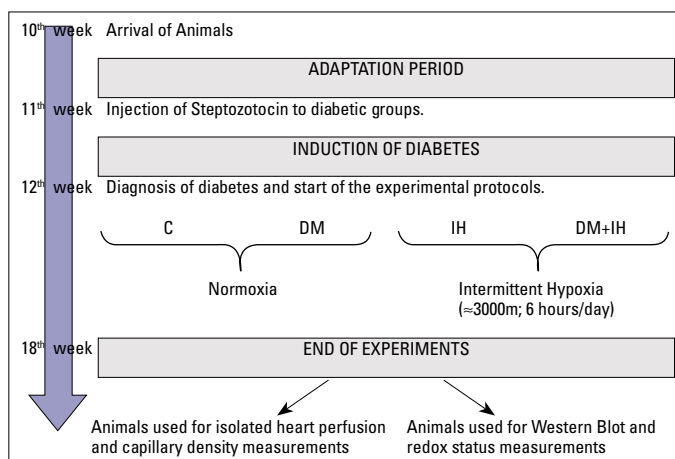 10th week Arrival of Animals
ADAPTATION PERIOD
11th week Injection of Steptozotocin to diabetic groups.
INDUCTION OF DIABETES
12th week Diagnosis of diabetes and start of the experimental protocols.
C DM IH DM+IH
Normoxia Intermittent Hypoxia
(≈3000m; 6 hours/day)
18th week END OF EXPERIMENTS
Animals used for isolated heart perfusion Animals used for Western Blot and
and capillary density measurements redox status measurements